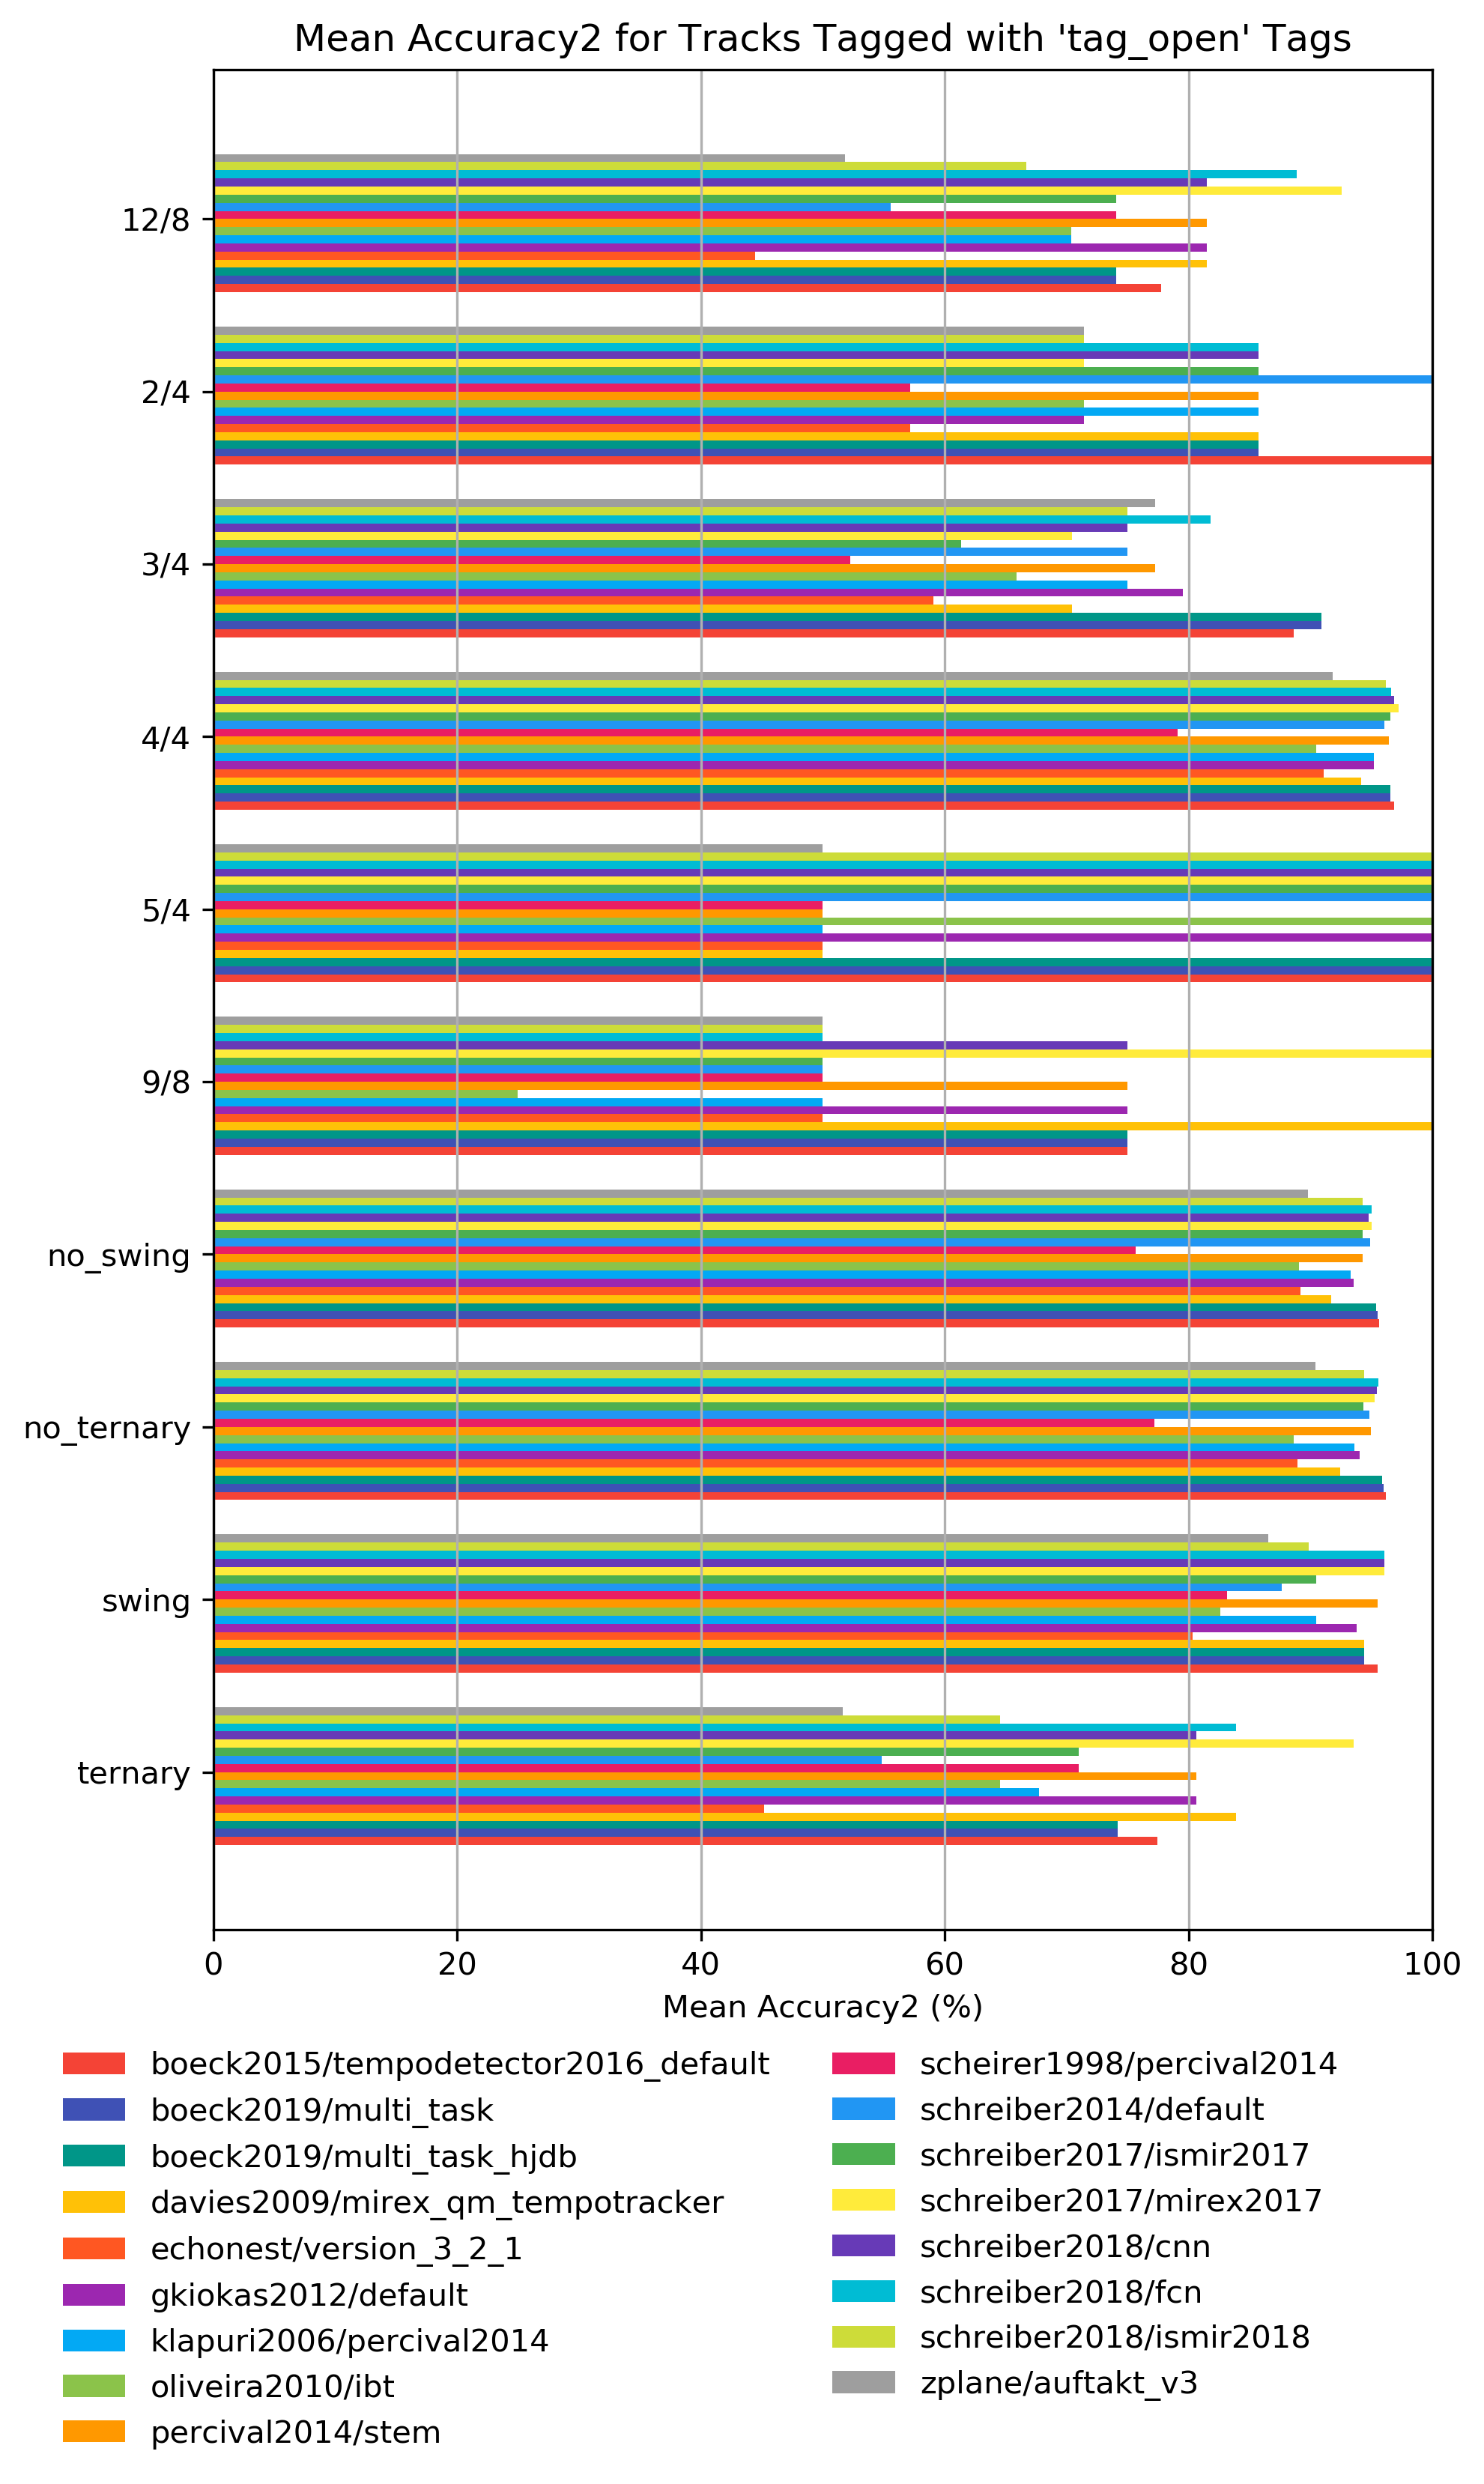 Mean Accuracy2 for Tracks Tagged with 'tag_open' Tags
12/8
2/4
3/4
4/4
5/4
9/8
no_swing
no_ternary
swing
ternary
0 20 40 60 80 100
Mean Accuracy2 (%)
boeck2015/tempodetector2016_default
boeck2019/multi_task
boeck2019/multi_task_hjdb
davies2009/mirex_qm_tempotracker
echonest/version_3_2_1
gkiokas2012/default
klapuri2006/percival2014
oliveira2010/ibt
percival2014/stem
scheirer1998/percival2014
schreiber2014/default
schreiber2017/ismir2017
schreiber2017/mirex2017
schreiber2018/cnn
schreiber2018/fcn
schreiber2018/ismir2018
zplane/auftakt_v3